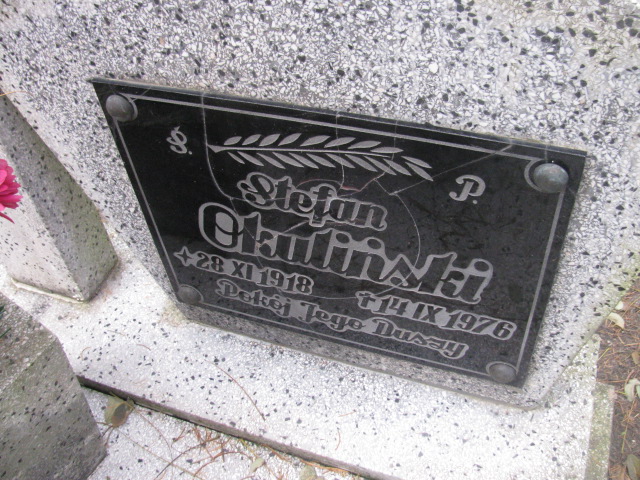 Ś. P.
Stefan
Okuliński
28 XI 1918 14 IX 1976
Pokój Jego Duszy